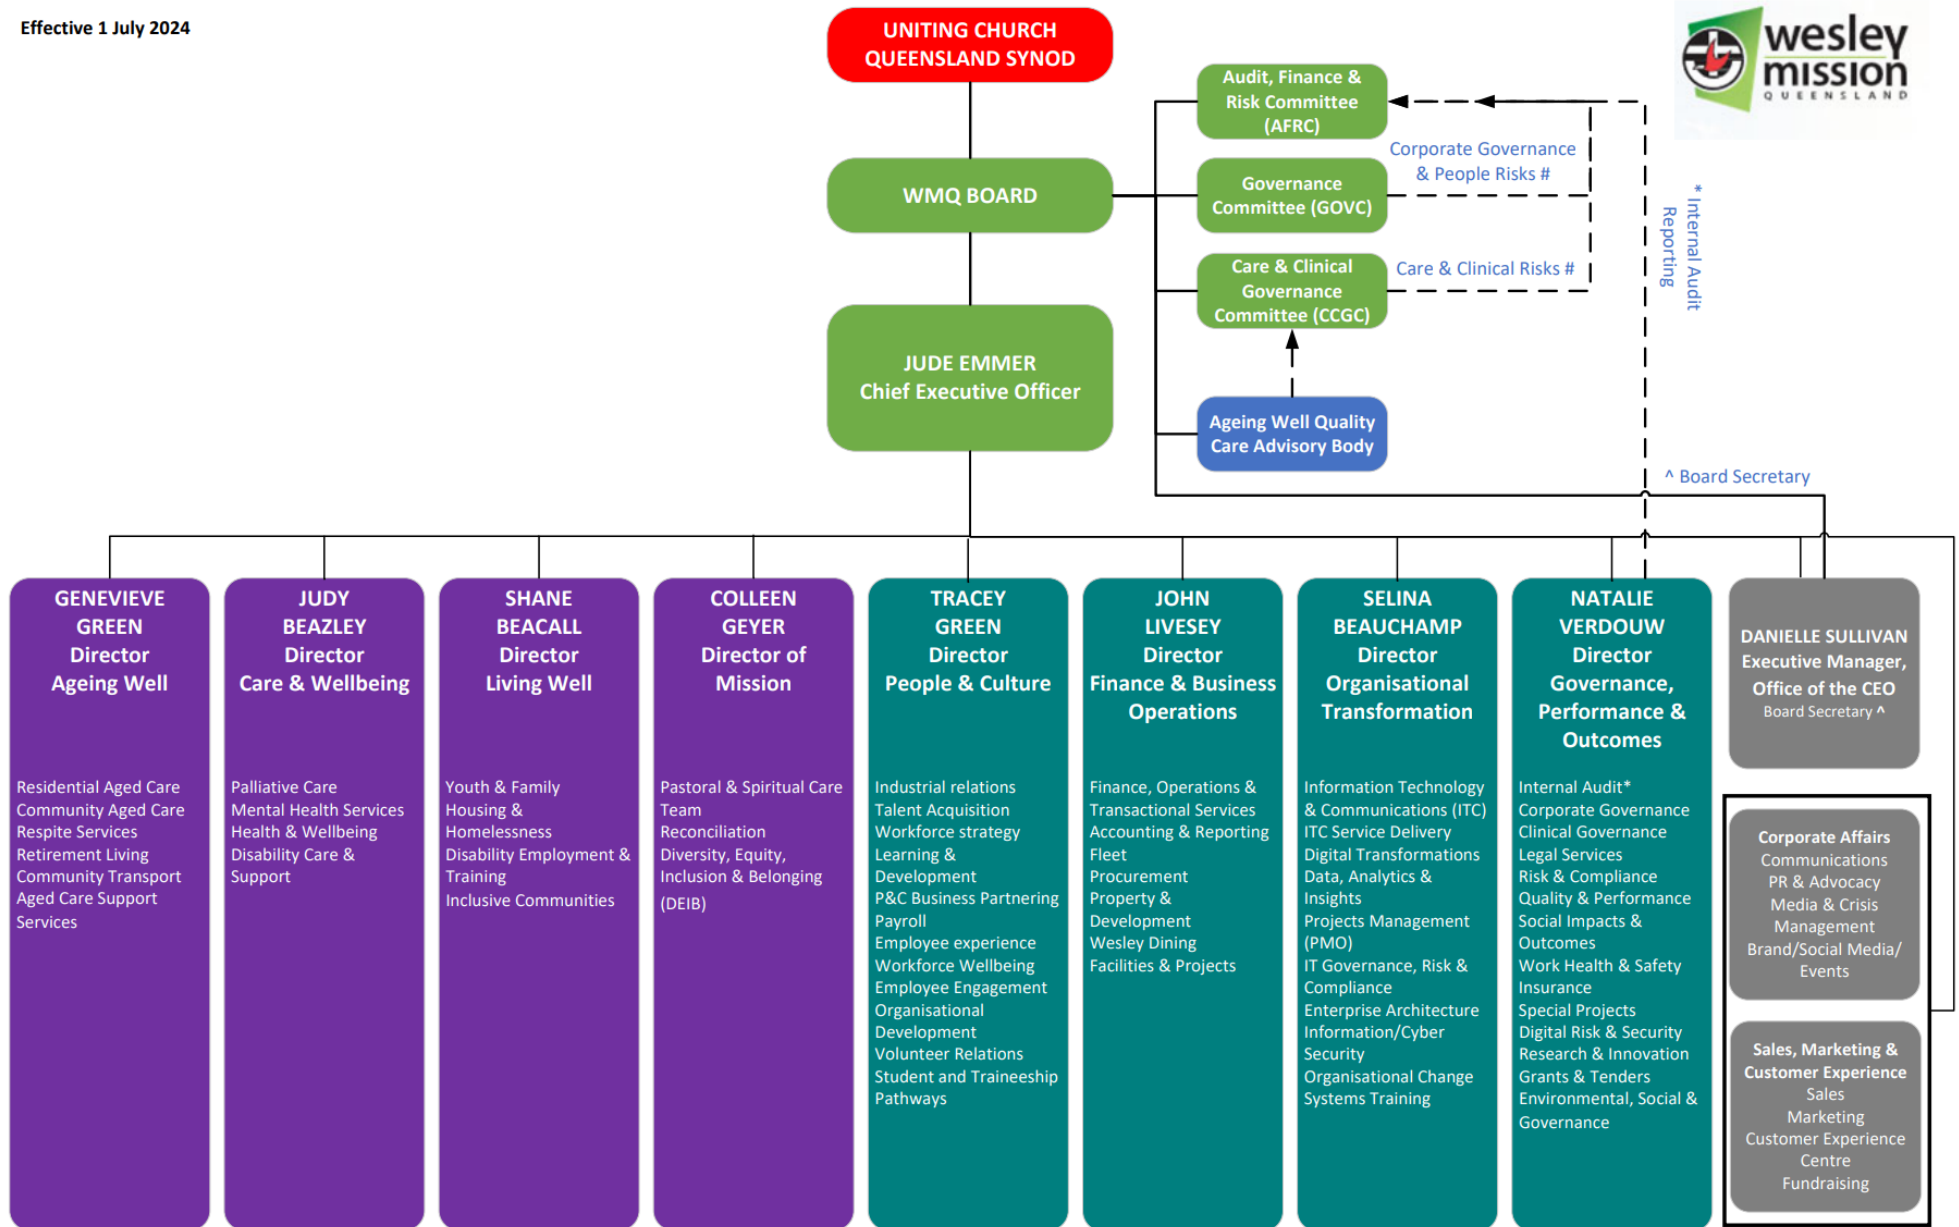 Effective 1 July 2024
UNITING CHURCH
QUEENSLAND SYNOD
wesley
mission
QUEENSLAND
Audit, Finance &
Risk Committee
(AFRC)
Corporate Governance
& People Risks #
WMQ BOARD
Governance
Committee (GOVC)
* Internal Audit
Reporting
Care & Clinical
Governance
Committee (CCGC)
Care & Clinical Risks #
JUDE EMMER
Chief Executive Officer
Ageing Well Quality
Care Advisory Body
^ Board Secretary
GENEVIEVE
GREEN
Director
Ageing Well
Residential Aged Care
Community Aged Care
Respite Services
Retirement Living
Community Transport
Aged Care Support
Services
JUDY
BEAZLEY
Director
Care & Wellbeing
Palliative Care
Mental Health Services
Health & Wellbeing
Disability Care &
Support
SHANE
BEACALL
Director
Living Well
Youth & Family
Housing &
Homelessness
Disability Employment &
Training
Inclusive Communities
COLLEEN
GEYER
Director of
Mission
Pastoral & Spiritual Care
Team
Reconciliation
Diversity, Equity,
Inclusion & Belonging
(DEIB)
TRACEY
GREEN
Director
People & Culture
Industrial relations
Talent Acquisition
Workforce strategy
Learning &
Development
P&C Business Partnering
Payroll
Employee experience
Workforce Wellbeing
Employee Engagement
Organisational
Development
Volunteer Relations
Student and Traineeship
Pathways
JOHN
LIVESEY
Director
Finance & Business
Operations
Finance, Operations &
Transactional Services
Accounting & Reporting
Fleet
Procurement
Property &
Development
Wesley Dining
Facilities & Projects
SELINA
BEAUCHAMP
Director
Organisational
Transformation
Information Technology
& Communications (ITC)
ITC Service Delivery
Digital Transformations
Data, Analytics &
Insights
Projects Management
(PMO)
IT Governance, Risk &
Compliance
Enterprise Architecture
Information/Cyber
Security
Organisational Change
Systems Training
NATALIE
VERDOUW
Director
Governance,
Performance &
Outcomes
Internal Audit*
Corporate Governance
Clinical Governance
Legal Services
Risk & Compliance
Quality & Performance
Social Impacts &
Outcomes
Work Health & Safety
Insurance
Special Projects
Digital Risk & Security
Research & Innovation
Grants & Tenders
Environmental, Social &
Governance
DANIELLE SULLIVAN
Executive Manager,
Office of the CEO
Board Secretary ^
Corporate Affairs
Communications
PR & Advocacy
Media & Crisis
Management
Brand/Social Media/
Events
Sales, Marketing &
Customer Experience
Sales
Marketing
Customer Experience
Centre
Fundraising